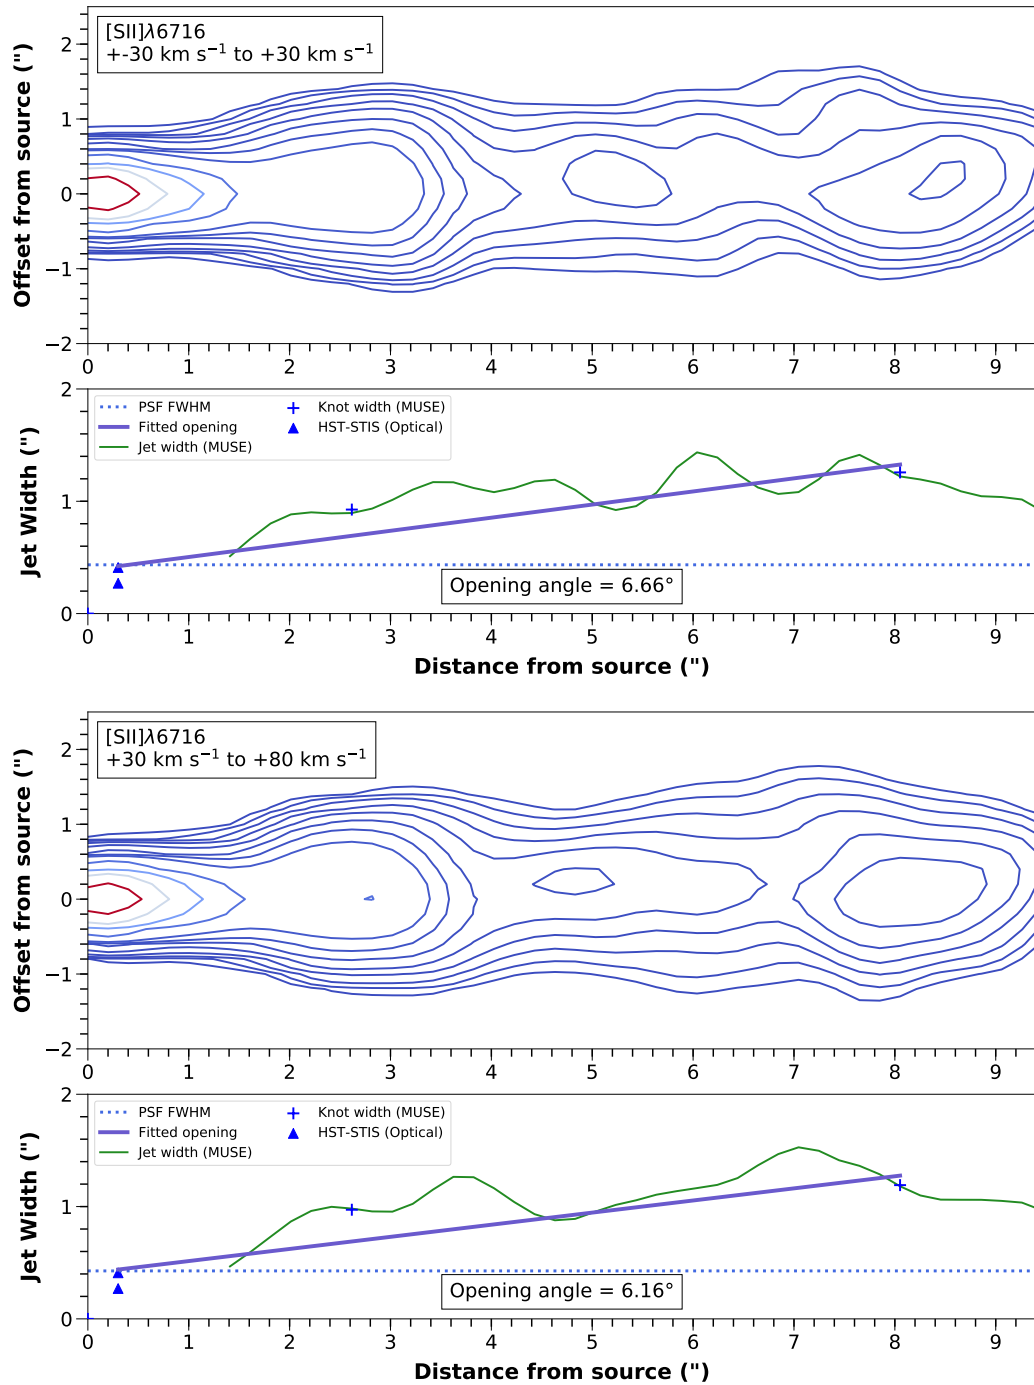 [SII]λ6716
+-30 km s⁻¹ to +30 km s⁻¹
Offset from source (")
2
1
0
−1
−2
0 1 2 3 4 5 6 7 8 9
PSF FWHM
Fitted opening
Jet width (MUSE)
Knot width (MUSE)
HST-STIS (Optical)
Jet Width (")
2
1
0
Opening angle = 6.66°
0 1 2 3 4 5 6 7 8 9
Distance from source (")
[SII]λ6716
+30 km s⁻¹ to +80 km s⁻¹
Offset from source (")
2
1
0
−1
−2
0 1 2 3 4 5 6 7 8 9
PSF FWHM
Fitted opening
Jet width (MUSE)
Knot width (MUSE)
HST-STIS (Optical)
Jet Width (")
2
1
0
Opening angle = 6.16°
0 1 2 3 4 5 6 7 8 9
Distance from source (")